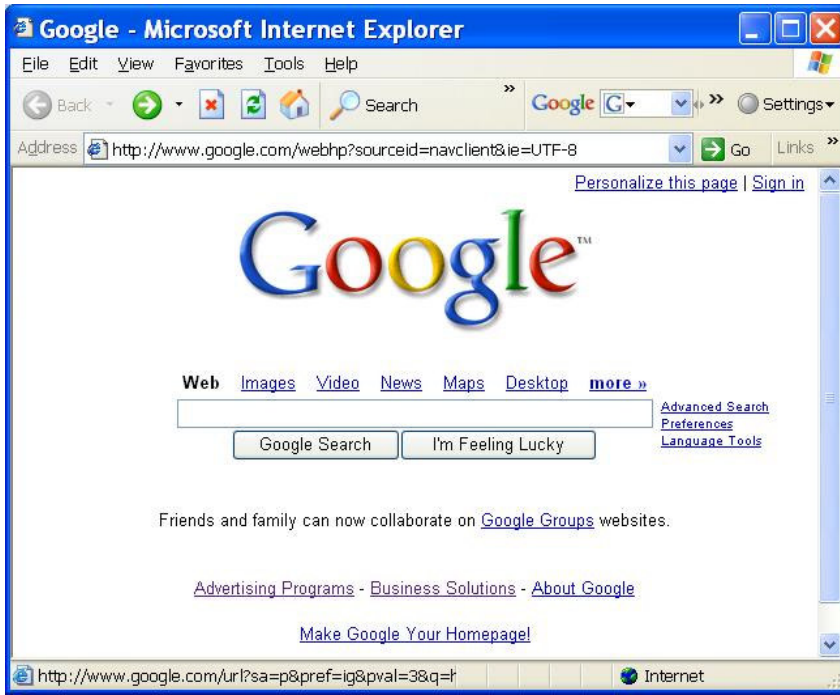 Google - Microsoft Internet Explorer
File Edit View Favorites Tools Help
Back Search » Google G » Settings
Address http://www.google.com/webhp?sourceid=navclient&ie=UTF-8 Go Links »
Personalize this page | Sign in
Google™
Web Images Video News Maps Desktop more »
Advanced Search
Preferences
Language Tools
Google Search I'm Feeling Lucky
Friends and family can now collaborate on Google Groups websites.
Advertising Programs - Business Solutions - About Google
Make Google Your Homepage!
http://www.google.com/url?sa=p&pref=ig&pval=3&q= Internet